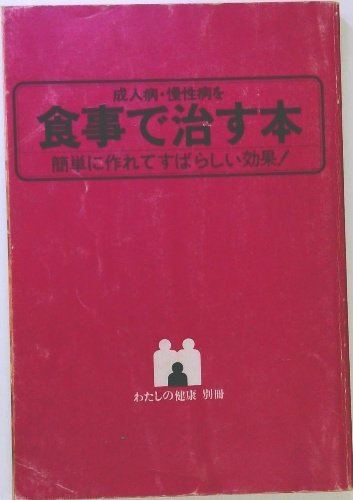 成人病・慢性病を
食事で治す本
簡単に作れてすばらしい効果!
わたしの健康 別冊